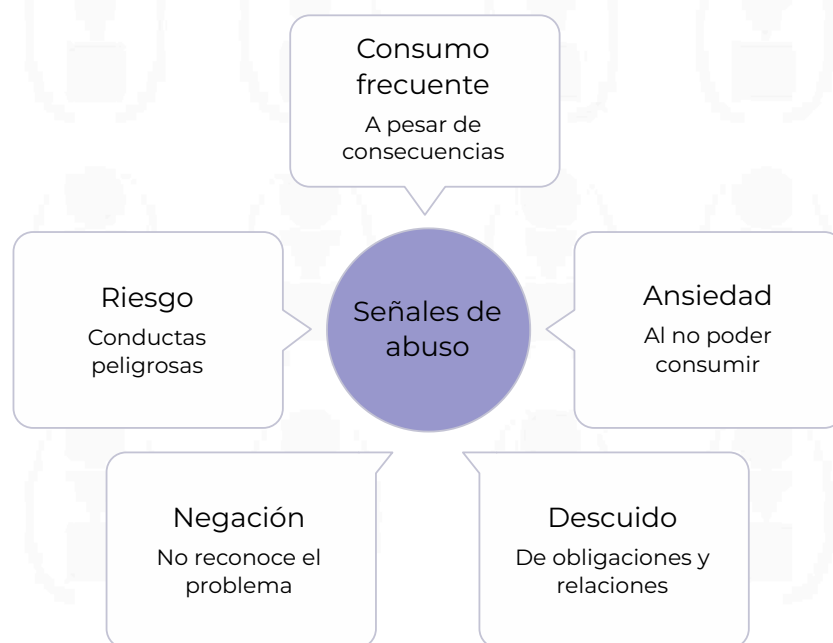 Consumo
frecuente
A pesar de
consecuencias
Riesgo
Conductas
peligrosas
Señales de
abuso
Ansiedad
Al no poder
consumir
Negación
No reconoce el
problema
Descuido
De obligaciones y
relaciones